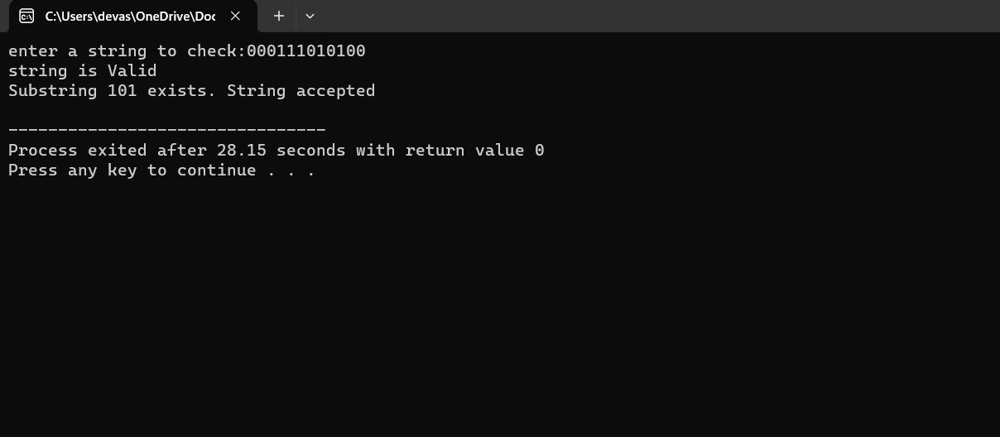 C:\Users\devas\OneDrive\Doc
enter a string to check:000111010100
string is Valid
Substring 101 exists. String accepted
--------------------------------
Process exited after 28.15 seconds with return value 0
Press any key to continue . . .